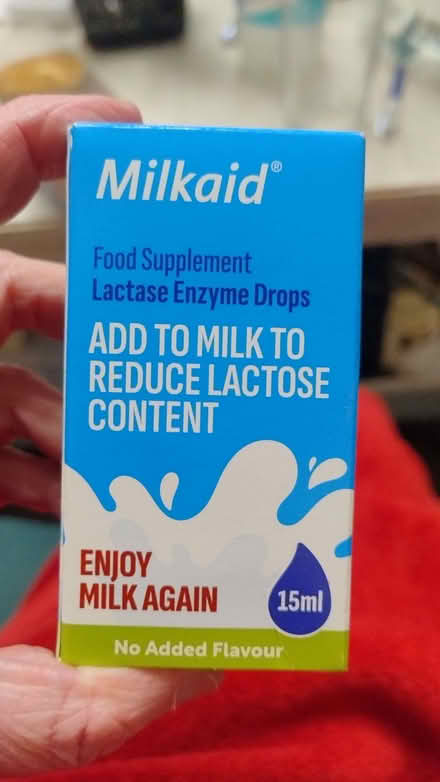 Milkaid®
Food Supplement
Lactase Enzyme Drops
ADD TO MILK TO
REDUCE LACTOSE
CONTENT
ENJOY
MILK AGAIN
15ml
No Added Flavour